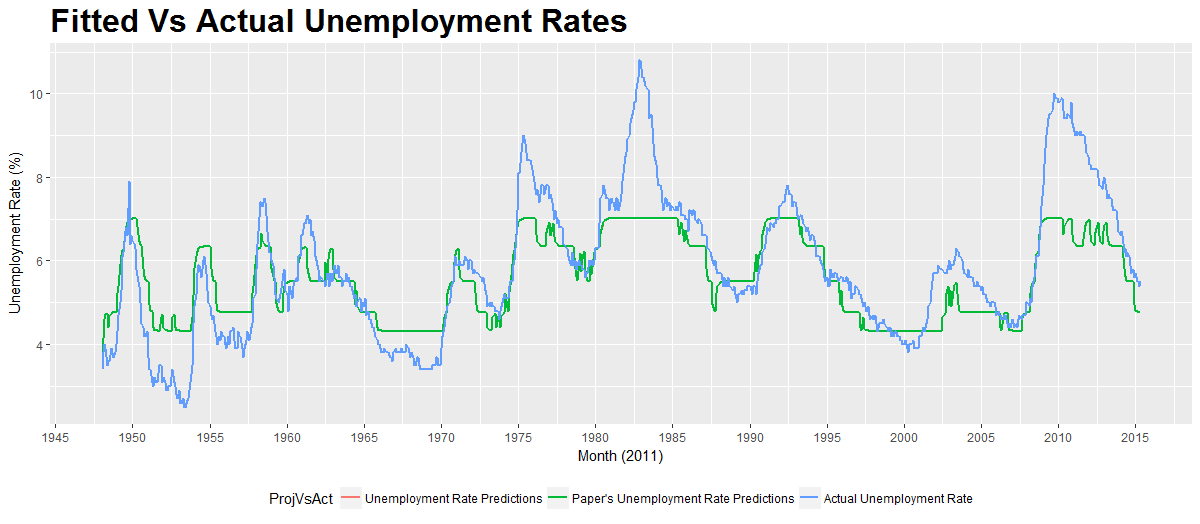 Fitted Vs Actual Unemployment Rates
Unemployment Rate (%)
10
8
6
4
1945 1950 1955 1960 1965 1970 1975 1980 1985 1990 1995 2000 2005 2010 2015
Month (2011)
ProjVsAct Unemployment Rate Predictions Paper's Unemployment Rate Predictions Actual Unemployment Rate